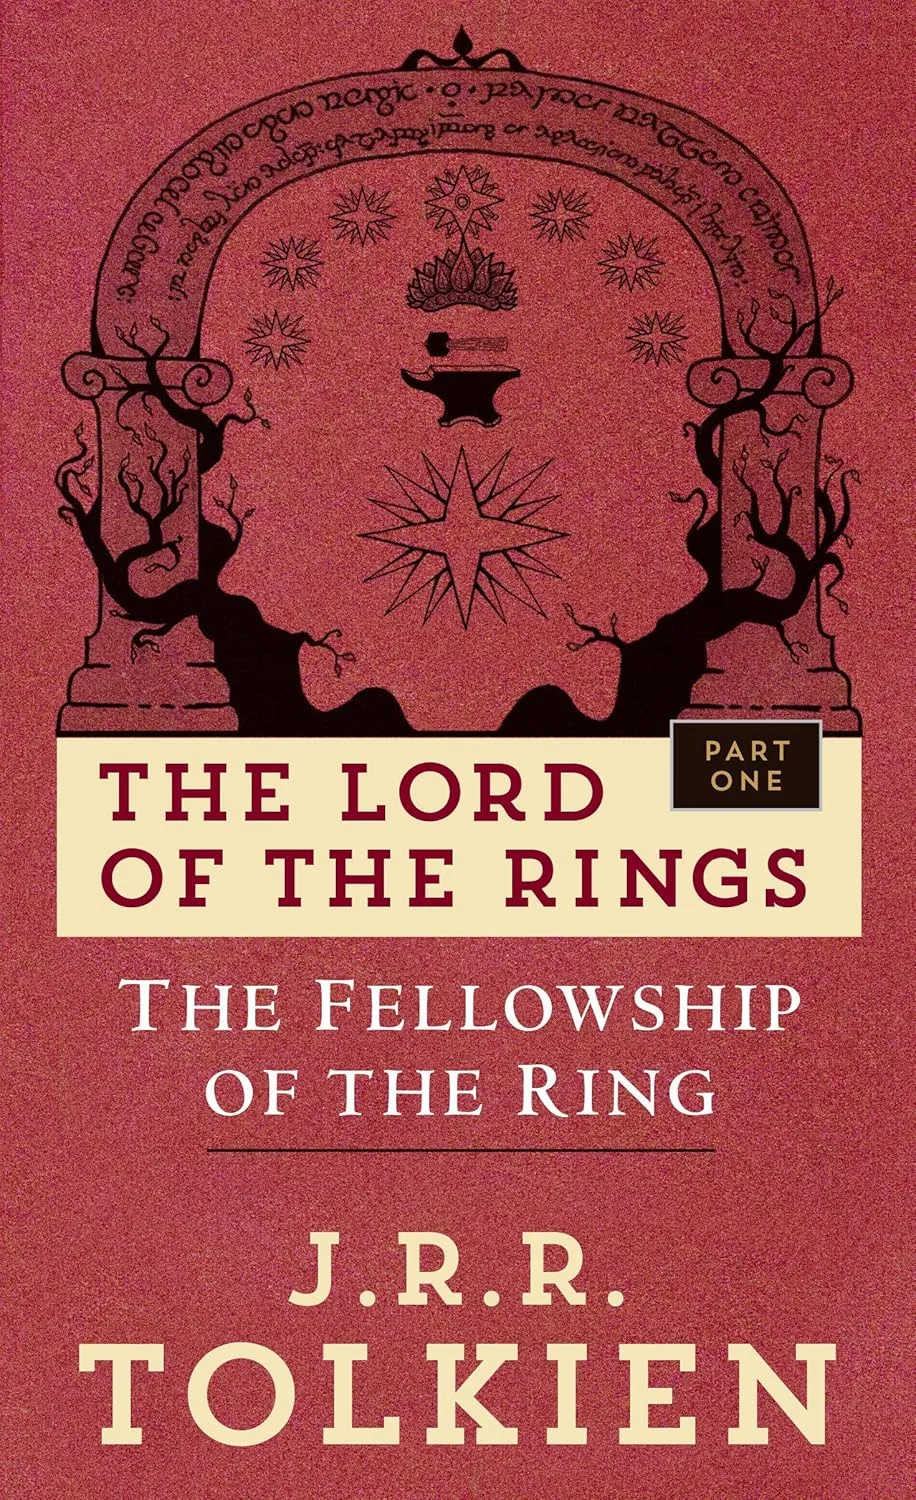 PART
ONE
THE LORD
OF THE RINGS
THE FELLOWSHIP
OF THE RING
J.R.R.
TOLKIEN